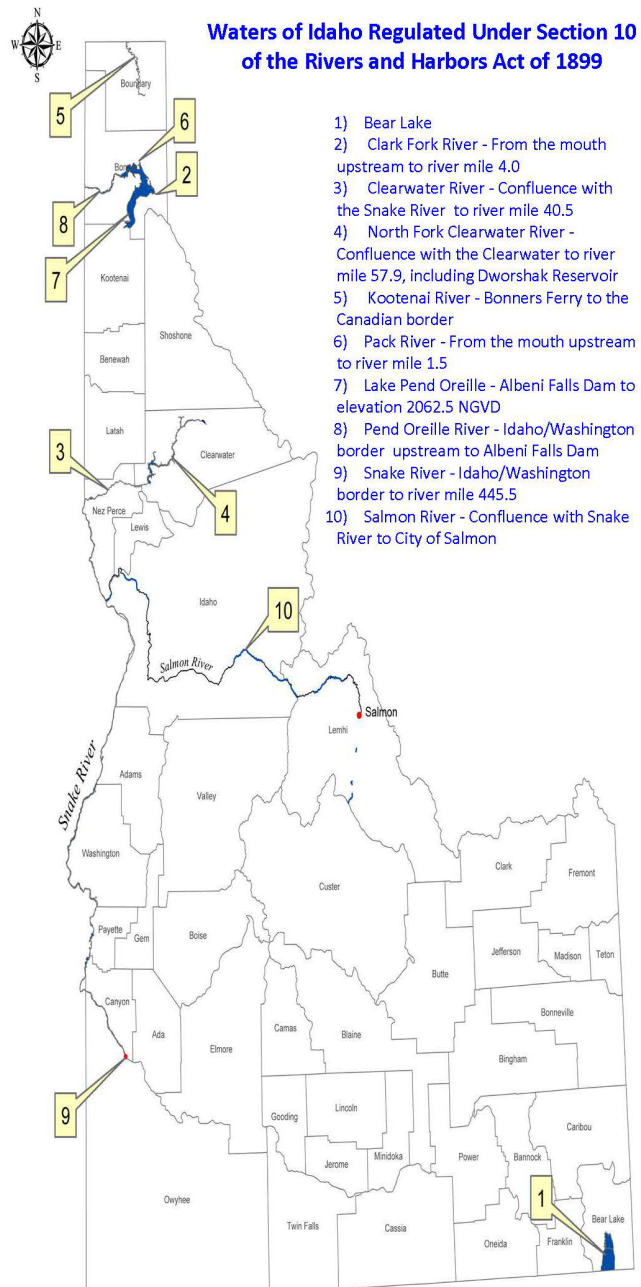 N
W E
S
Waters of Idaho Regulated Under Section 10
of the Rivers and Harbors Act of 1899
1) Bear Lake
2) Clark Fork River - From the mouth
upstream to river mile 4.0
3) Clearwater River - Confluence with
the Snake River to river mile 40.5
4) North Fork Clearwater River -
Confluence with the Clearwater to river
mile 57.9, including Dworshak Reservoir
5) Kootenai River - Bonners Ferry to the
Canadian border
6) Pack River - From the mouth upstream
to river mile 1.5
7) Lake Pend Oreille - Albeni Falls Dam to
elevation 2062.5 NGVD
8) Pend Oreille River - Idaho/Washington
border upstream to Albeni Falls Dam
9) Snake River - Idaho/Washington
border to river mile 445.5
10) Salmon River - Confluence with Snake
River to City of Salmon
Boundary
5
6
2
8
7
Kootenai
Shoshone
Benewah
Latah
Clearwater
3
4
Nez Perce
Lewis
Idaho
10
Salmon River
Salmon
Lemhi
Snake River
Adams
Valley
Washington
Custer
Clark
Fremont
Payette
Gem
Boise
Butte
Jefferson
Madison
Teton
Canyon
Ada
Elmore
Camas
Blaine
Bonneville
Bingham
9
Gooding
Lincoln
Jerome
Minidoka
Power
Bannock
Caribou
Owyhee
Twin Falls
Cassia
Oneida
Franklin
Bear Lake
1